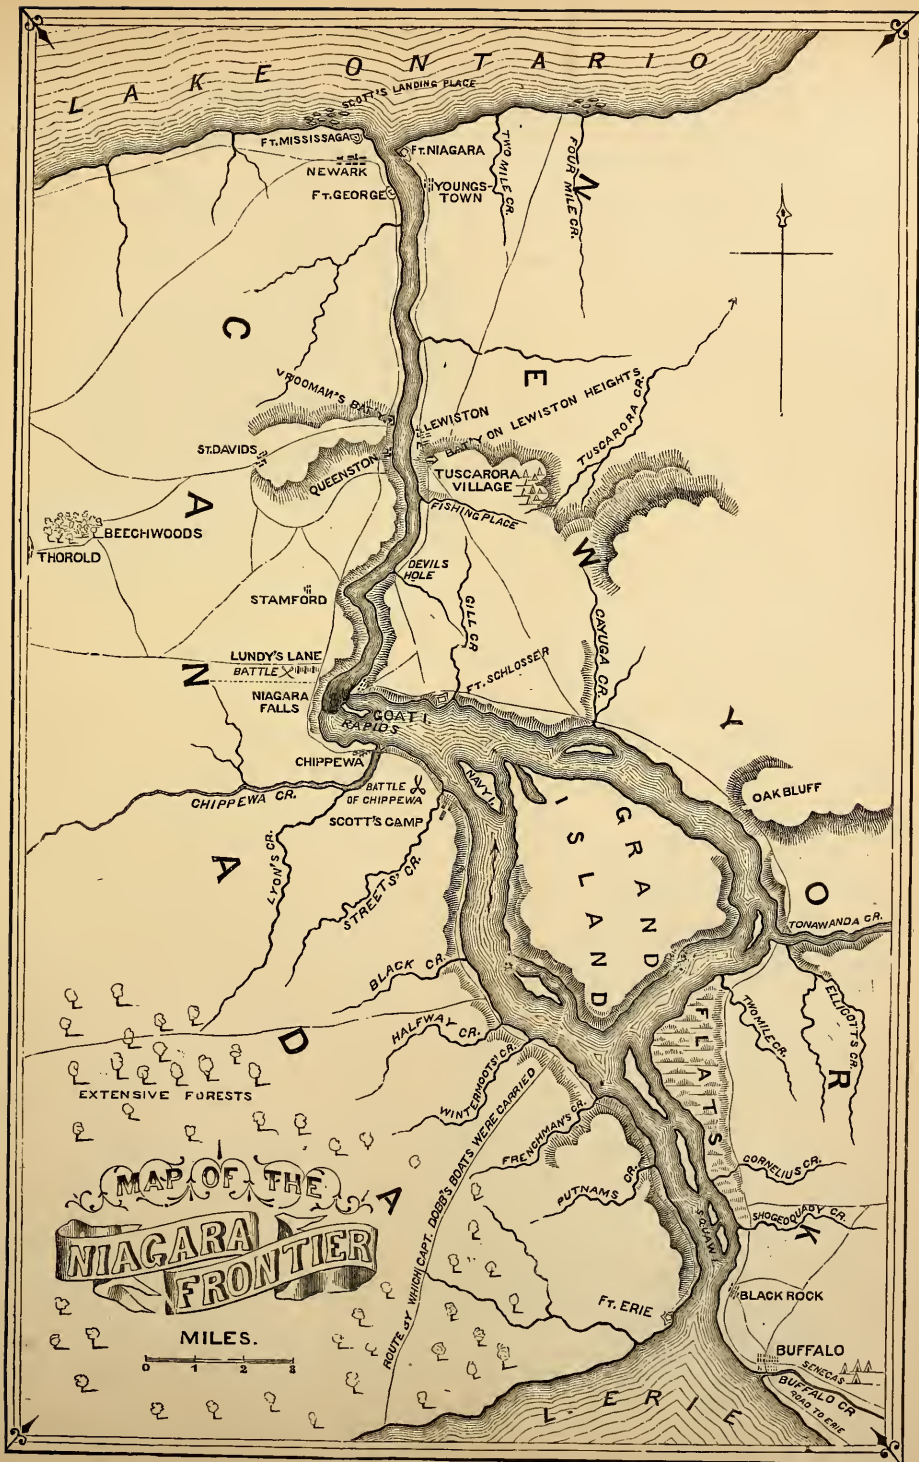 LAKE ONTARIO
SCOTT'S LANDING PLACE
FT. MISSISSAGA
FT. NIAGARA
NEWARK
FT. GEORGE
YOUNGS-
TOWN
TWO MILE CR.
FOUR MILE CR.
N
C
E
VROOMAN'S BATY
LEWISTON
BAT'Y ON LEWISTON HEIGHTS
TUSCARORA CR.
ST. DAVIDS
QUEENSTON
TUSCARORA
VILLAGE
FISHING PLACE
A
BEECHWOODS
THOROLD
W
DEVILS
HOLE
STAMFORD
GILL CR
CAYUGA CR.
LUNDY'S LANE
BATTLE
N
NIAGARA
FALLS
FT. SCHLOSSER
GOAT I.
RAPIDS
Y
CHIPPEWA
CHIPPEWA CR.
BATTLE
OF CHIPPEWA
SCOTT'S CAMP
NAVY I.
GRAND
ISLAND
OAK BLUFF
A
LYON'S CR.
STREETS' CR.
O
TONAWANDA CR.
BLACK CR.
HALFWAY CR.
D
TWO MILE CR.
ELLICOTT'S CR.
FLATS
R
EXTENSIVE FORESTS
WINTERMOOTS' CR.
FRENCHMAN'S CR.
PUTNAMS CR.
CORNELIUS CR.
SHOGEOQUADY CR.
A
K
SQUAW
ROUTE BY WHICH CAPT. DOBB'S BOATS WERE CARRIED
MAP OF THE
NIAGARA
FRONTIER
MILES.
0 1 2 3
FT. ERIE
BLACK ROCK
BUFFALO
SENECAS
BUFFALO CR
ROAD TO ERIE
L. ERIE